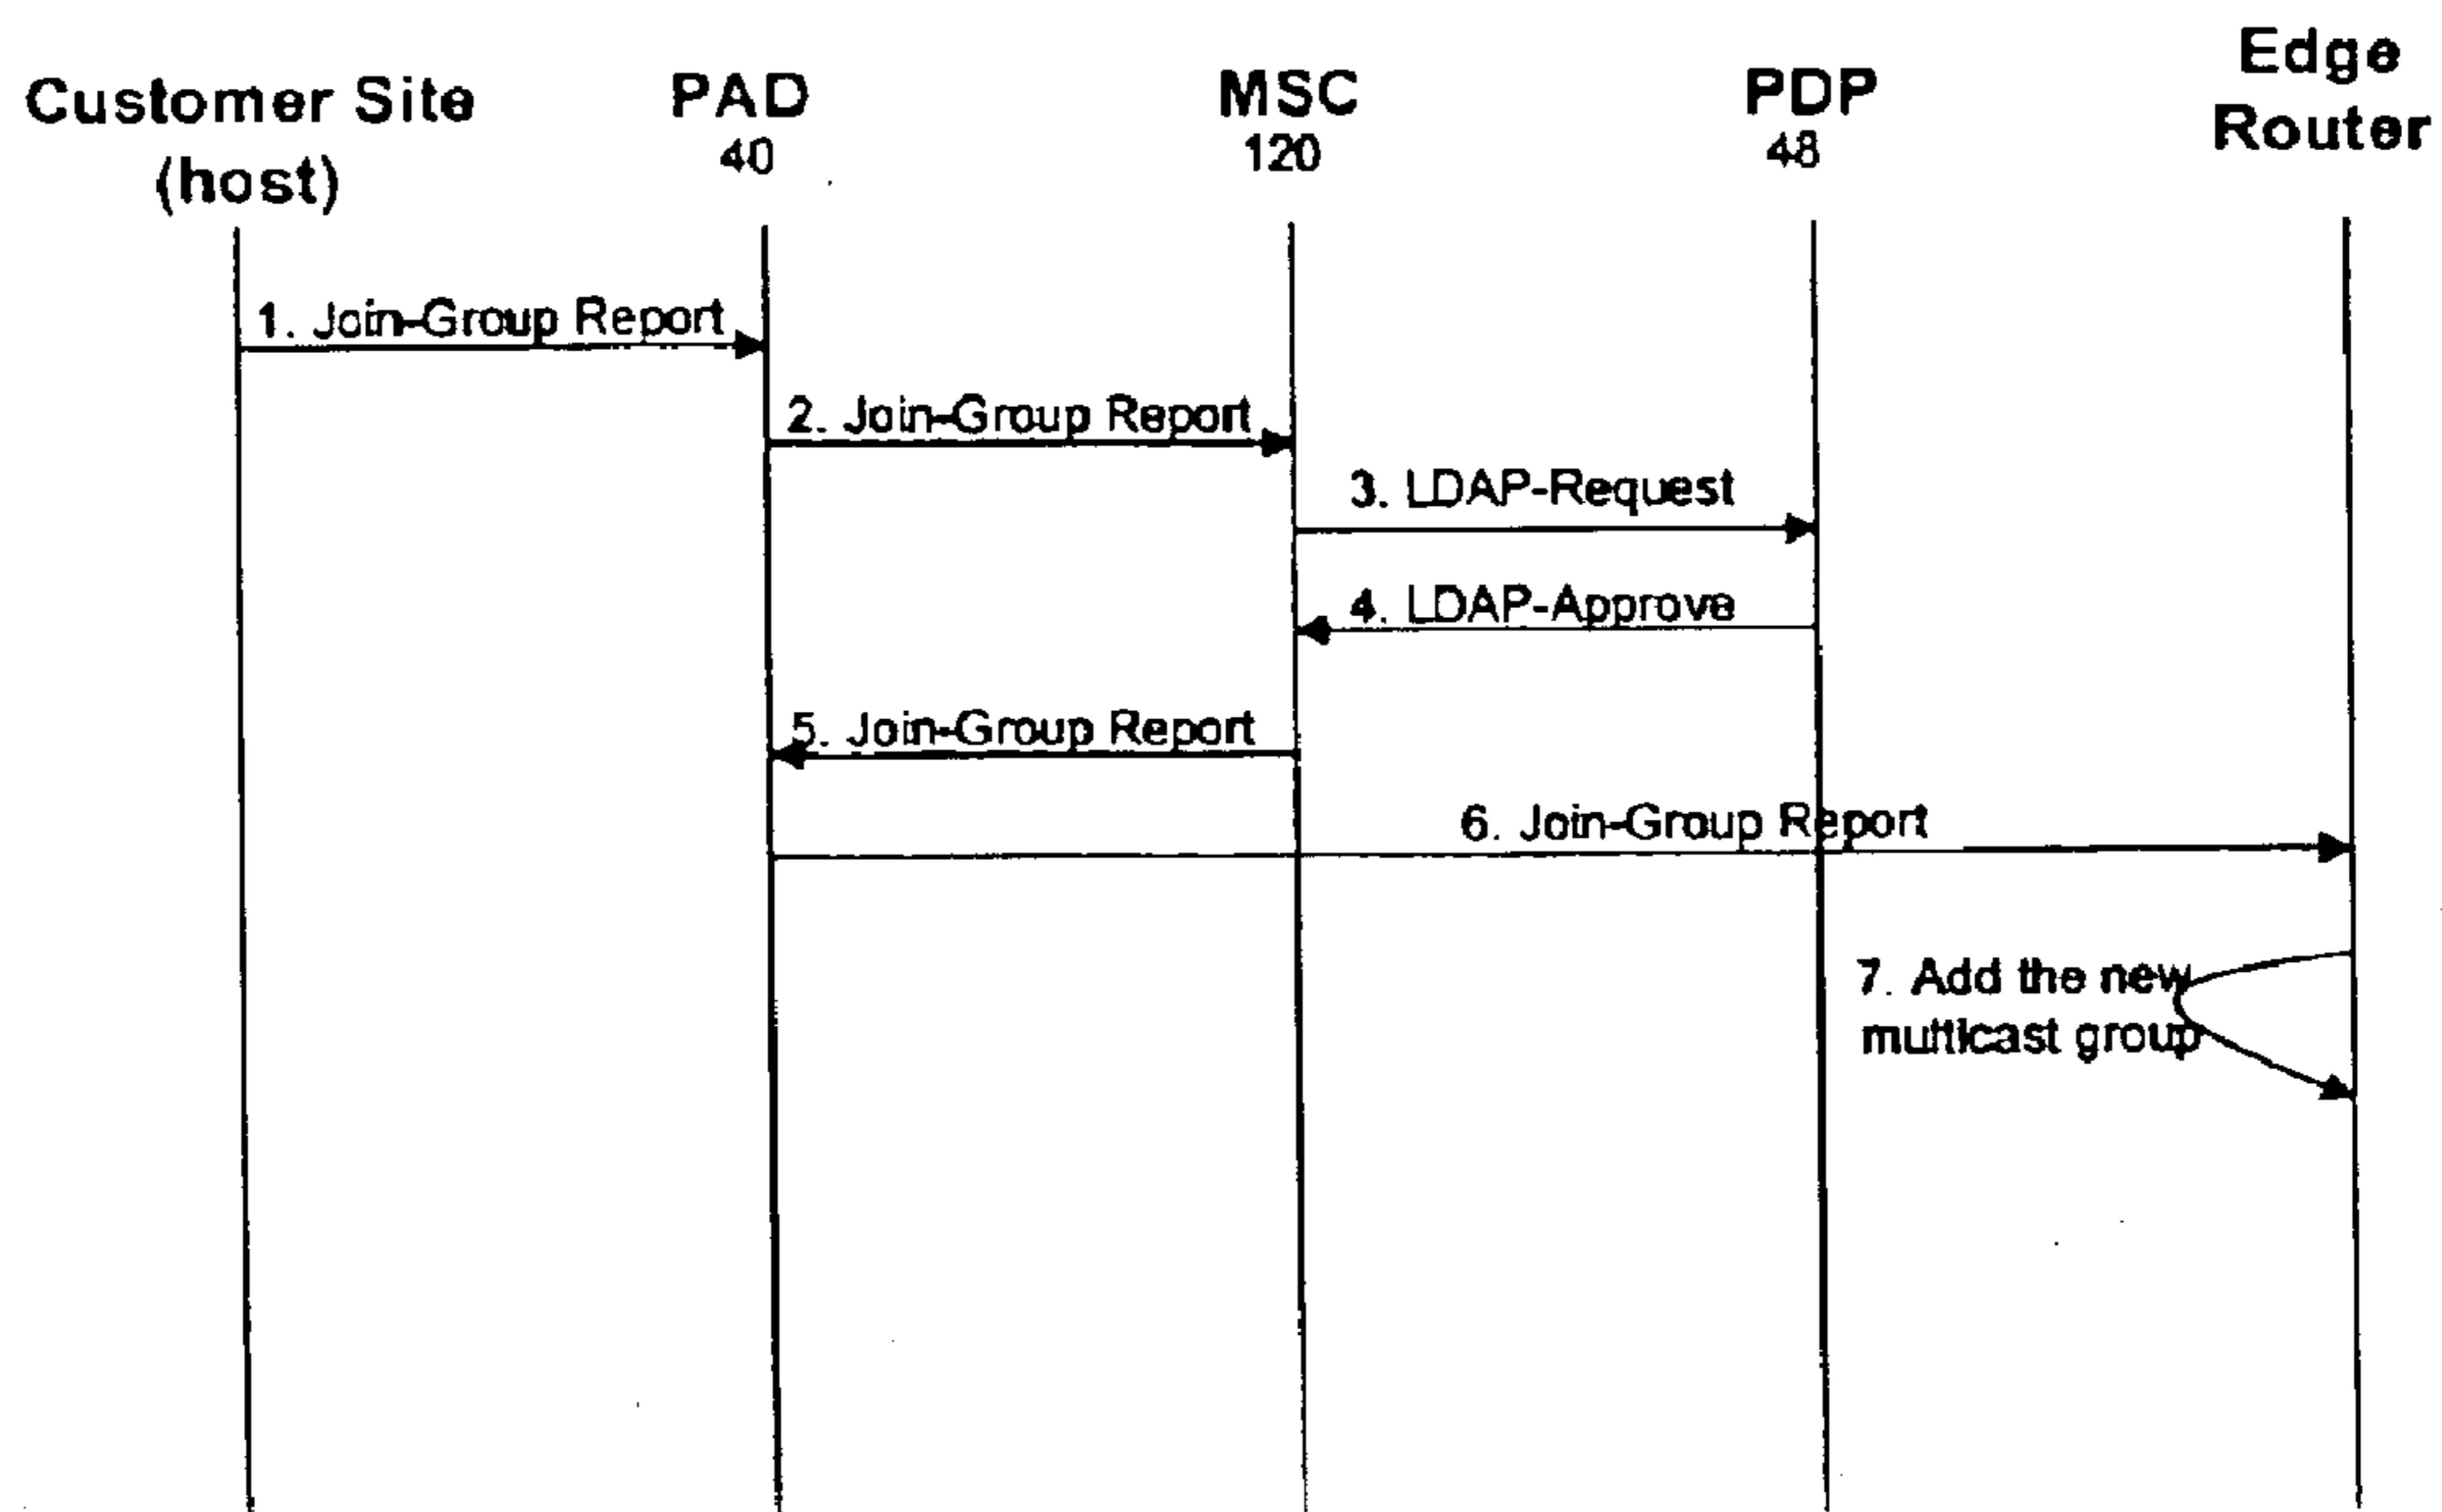 Customer Site
(host)
PAD
40
MSC
120
PDP
48
Edge
Router
1. Join-Group Report
2. Join-Group Report
3. LDAP-Request
4. LDAP-Approve
5. Join-Group Report
6. Join-Group Report
7. Add the new
multicast group